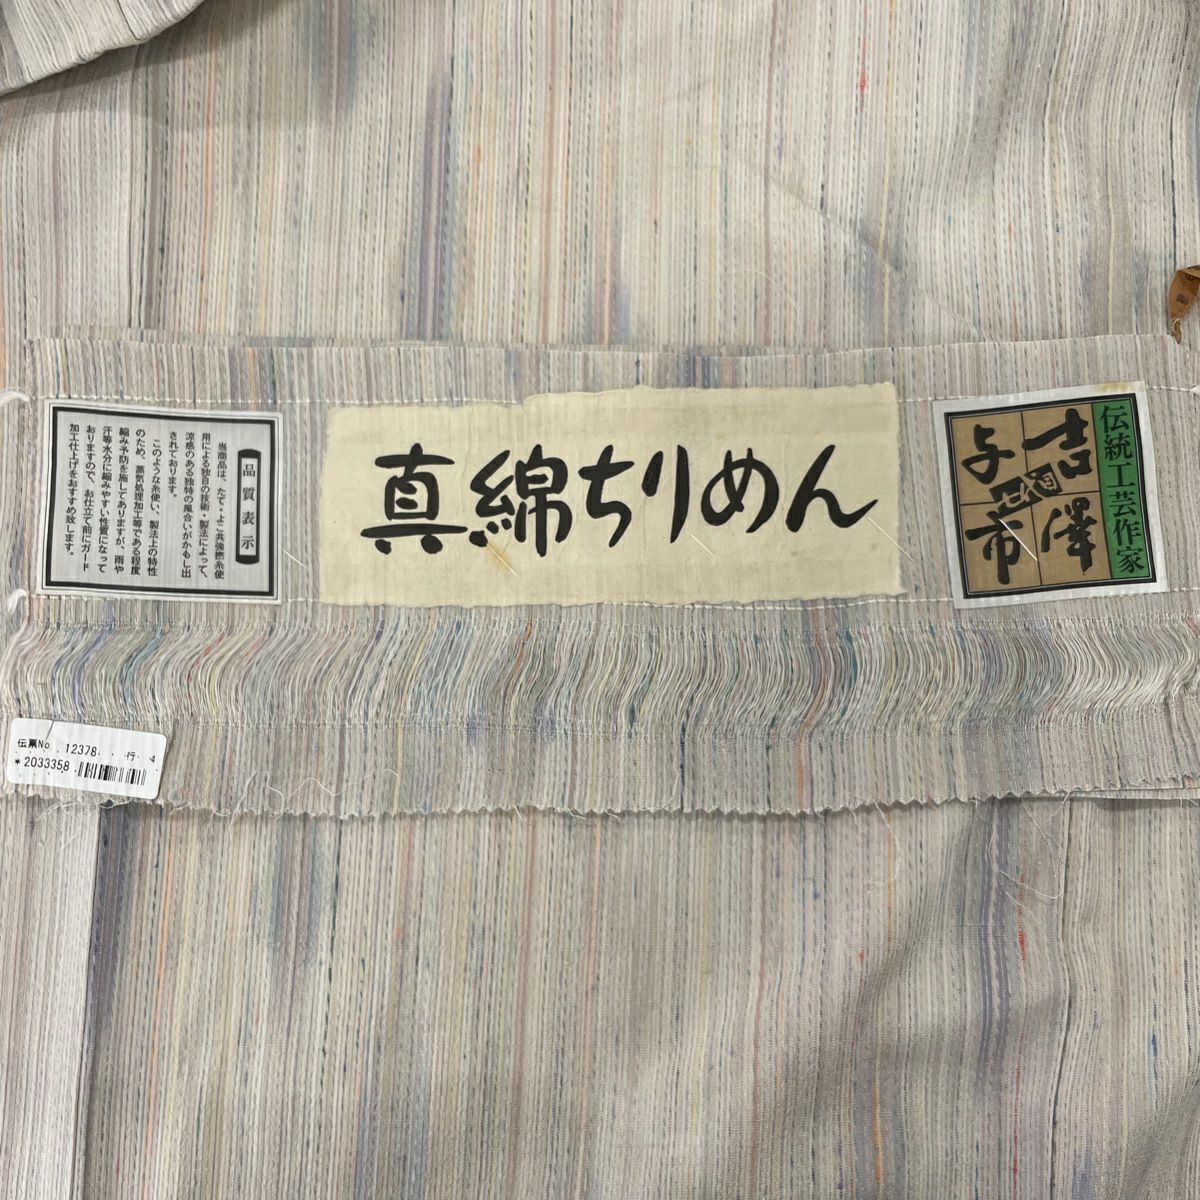 品質表示
当商品は、たて・よこ共強撚糸使
用による独自の技術・製法によって、
涼感のある独特の風合いがかもし出
されております。
このような糸使い、製法上の特性
のため、蒸気処理加工等である程度
縮み予防を施してありますが、雨や
汗等水分に縮みやすい性質になって
おりますので、お仕立て前にガード
加工仕上げをおすすめ致します。
真綿ちりめん
伝統工芸作家
吉澤
与市
伝票No. 12378 行 4
*2033358